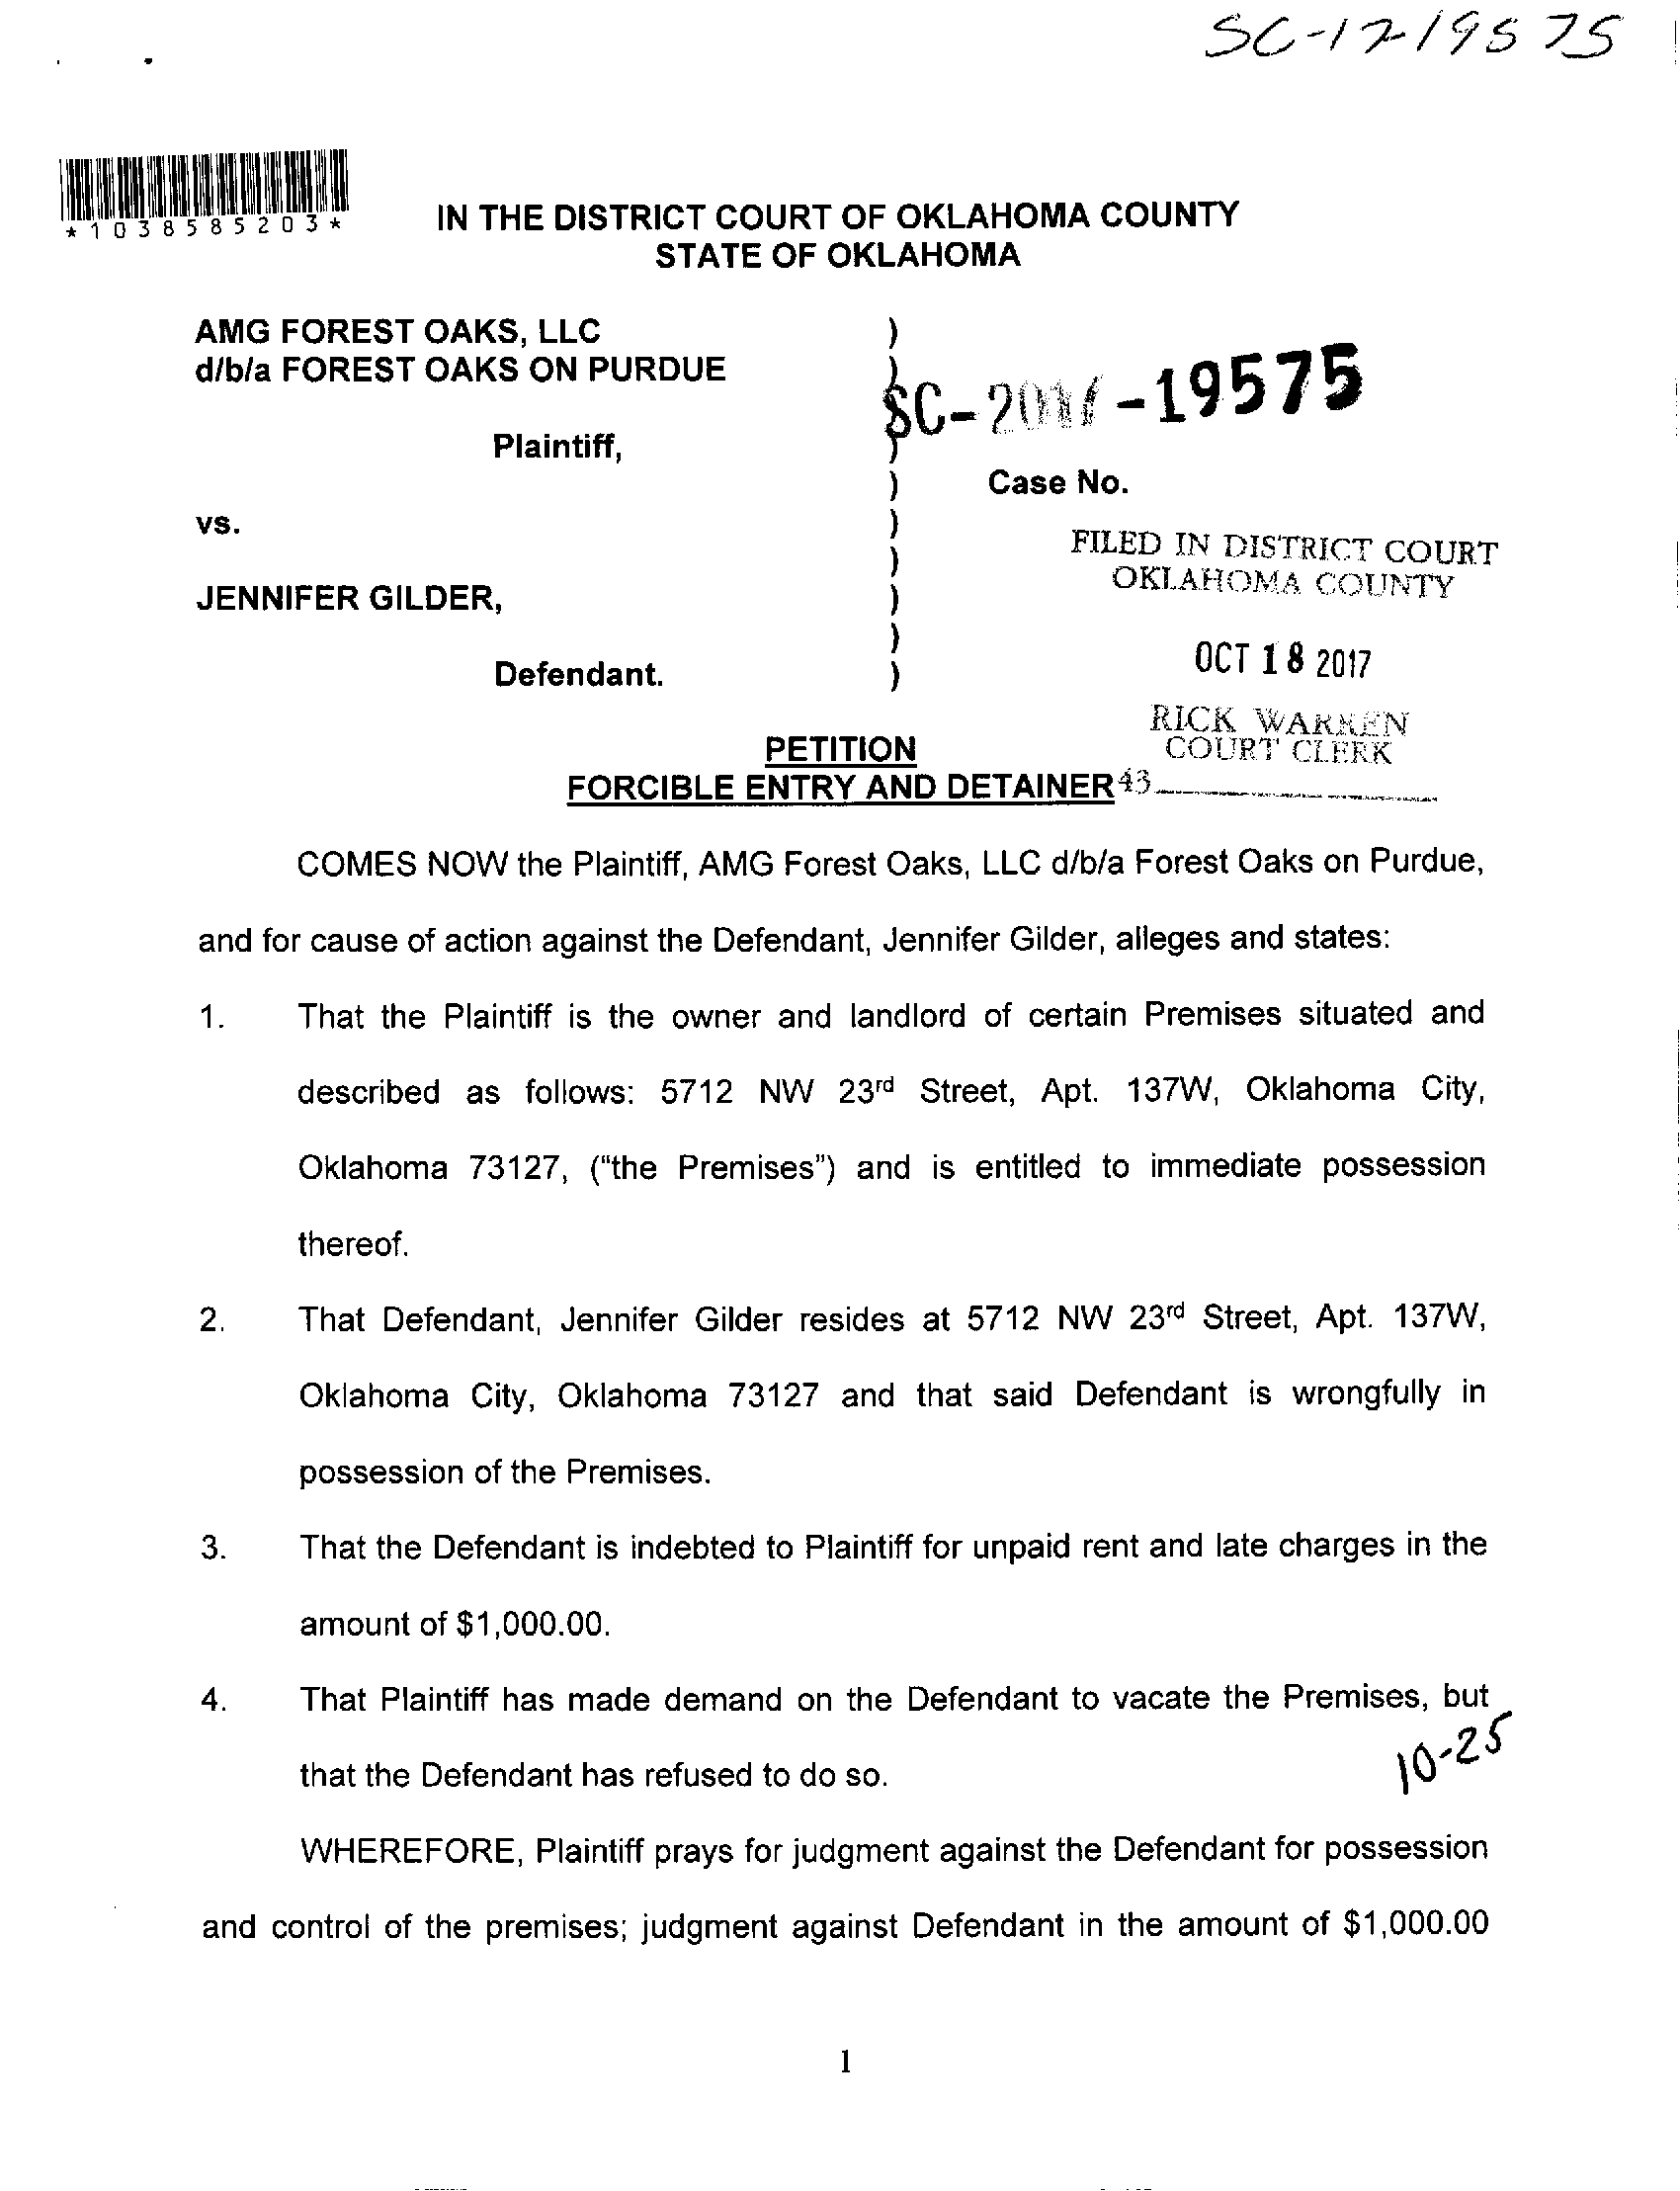 SC-17-19575
*1038585203*
IN THE DISTRICT COURT OF OKLAHOMA COUNTY
STATE OF OKLAHOMA
AMG FOREST OAKS, LLC )
d/b/a FOREST OAKS ON PURDUE )
SC-2017-19575
Plaintiff, )
) Case No.
vs. )
FILED IN DISTRICT COURT
)
OKLAHOMA COUNTY
JENNIFER GILDER, )
)
Defendant. ) OCT 18 2017
RICK WARREN
PETITION COURT CLERK
FORCIBLE ENTRY AND DETAINER 43
COMES NOW the Plaintiff, AMG Forest Oaks, LLC d/b/a Forest Oaks on Purdue,
and for cause of action against the Defendant, Jennifer Gilder, alleges and states:
1. That the Plaintiff is the owner and landlord of certain Premises situated and
described as follows: 5712 NW 23rd Street, Apt. 137W, Oklahoma City,
Oklahoma 73127, ("the Premises") and is entitled to immediate possession
thereof.
2. That Defendant, Jennifer Gilder resides at 5712 NW 23rd Street, Apt. 137W,
Oklahoma City, Oklahoma 73127 and that said Defendant is wrongfully in
possession of the Premises.
3. That the Defendant is indebted to Plaintiff for unpaid rent and late charges in the
amount of $1,000.00.
4. That Plaintiff has made demand on the Defendant to vacate the Premises, but
that the Defendant has refused to do so. 10-25
WHEREFORE, Plaintiff prays for judgment against the Defendant for possession
and control of the premises; judgment against Defendant in the amount of $1,000.00
1